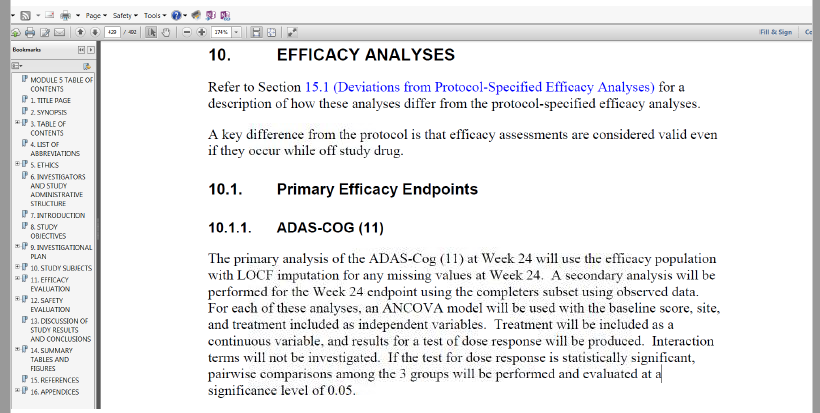 Page
Safety
Tools
429 / 492
174%
Fill & Sign
Bookmarks
MODULE 5 TABLE OF
CONTENTS
1. TITLE PAGE
2. SYNOPSIS
3. TABLE OF
CONTENTS
4. LIST OF
ABBREVIATIONS
5. ETHICS
6. INVESTIGATORS
AND STUDY
ADMINISTRATIVE
STRUCTURE
7. INTRODUCTION
8. STUDY
OBJECTIVES
9. INVESTIGATIONAL
PLAN
10. STUDY SUBJECTS
11. EFFICACY
EVALUATION
12. SAFETY
EVALUATION
13. DISCUSSION OF
STUDY RESULTS
AND CONCLUSIONS
14. SUMMARY
TABLES AND
FIGURES
15. REFERENCES
16. APPENDICES
10. EFFICACY ANALYSES
Refer to Section 15.1 (Deviations from Protocol-Specified Efficacy Analyses) for a
description of how these analyses differ from the protocol-specified efficacy analyses.
A key difference from the protocol is that efficacy assessments are considered valid even
if they occur while off study drug.
10.1. Primary Efficacy Endpoints
10.1.1. ADAS-COG (11)
The primary analysis of the ADAS-Cog (11) at Week 24 will use the efficacy population
with LOCF imputation for any missing values at Week 24. A secondary analysis will be
performed for the Week 24 endpoint using the completers subset using observed data.
For each of these analyses, an ANCOVA model will be used with the baseline score, site,
and treatment included as independent variables. Treatment will be included as a
continuous variable, and results for a test of dose response will be produced. Interaction
terms will not be investigated. If the test for dose response is statistically significant,
pairwise comparisons among the 3 groups will be performed and evaluated at a
significance level of 0.05.